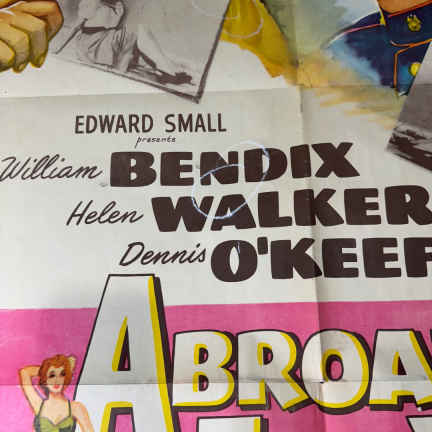 EDWARD SMALL
presents
William BENDIX
Helen WALKER
Dennis O'KEEF
ABROA